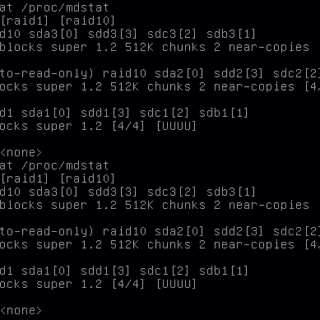 at /proc/mdstat
[raid1] [raid10]
d10 sda3[0] sdd3[3] sdc3[2] sdb3[1]
blocks super 1.2 512K chunks 2 near-copies
to-read-only) raid10 sda2[0] sdd2[3] sdc2[2]
ocks super 1.2 512K chunks 2 near-copies [4/
d1 sda1[0] sdd1[3] sdc1[2] sdb1[1]
ocks super 1.2 [4/4] [UUUU]
<none>
at /proc/mdstat
[raid1] [raid10]
d10 sda3[0] sdd3[3] sdc3[2] sdb3[1]
blocks super 1.2 512K chunks 2 near-copies
to-read-only) raid10 sda2[0] sdd2[3] sdc2[2]
ocks super 1.2 512K chunks 2 near-copies [4/
d1 sda1[0] sdd1[3] sdc1[2] sdb1[1]
ocks super 1.2 [4/4] [UUUU]
<none>